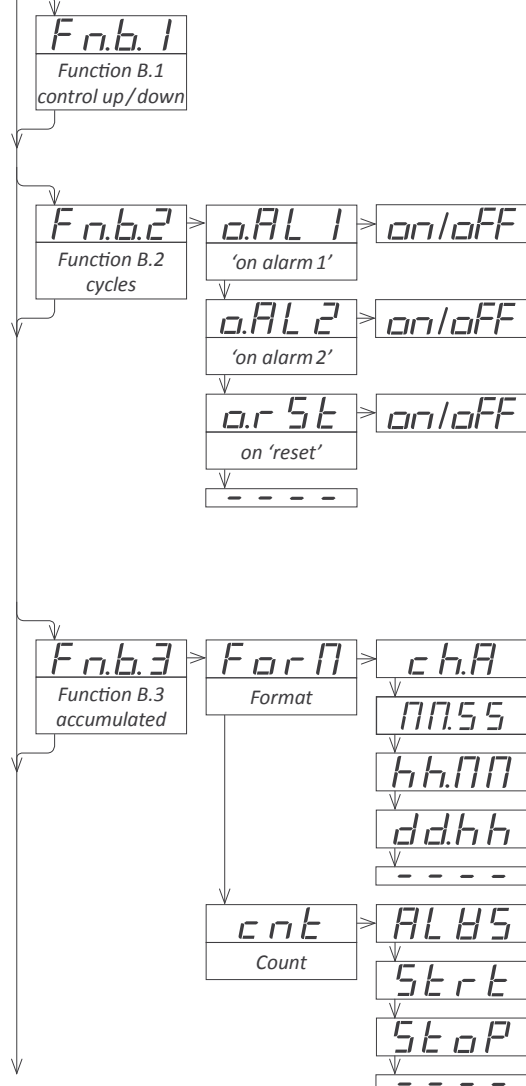 Fn.b.1
Function B.1
control up / down
Fn.b.2
o.AL 1
on/oFF
Function B.2
cycles
‘on alarm 1’
o.AL 2
on/oFF
‘on alarm 2’
o.rSt
on/oFF
on ‘reset’
----
Fn.b.3
ForM
ch.A
Function B.3
accumulated
Format
MM.SS
hh.MM
dd.hh
----
cnt
ALWS
Count
Strt
StoP
----